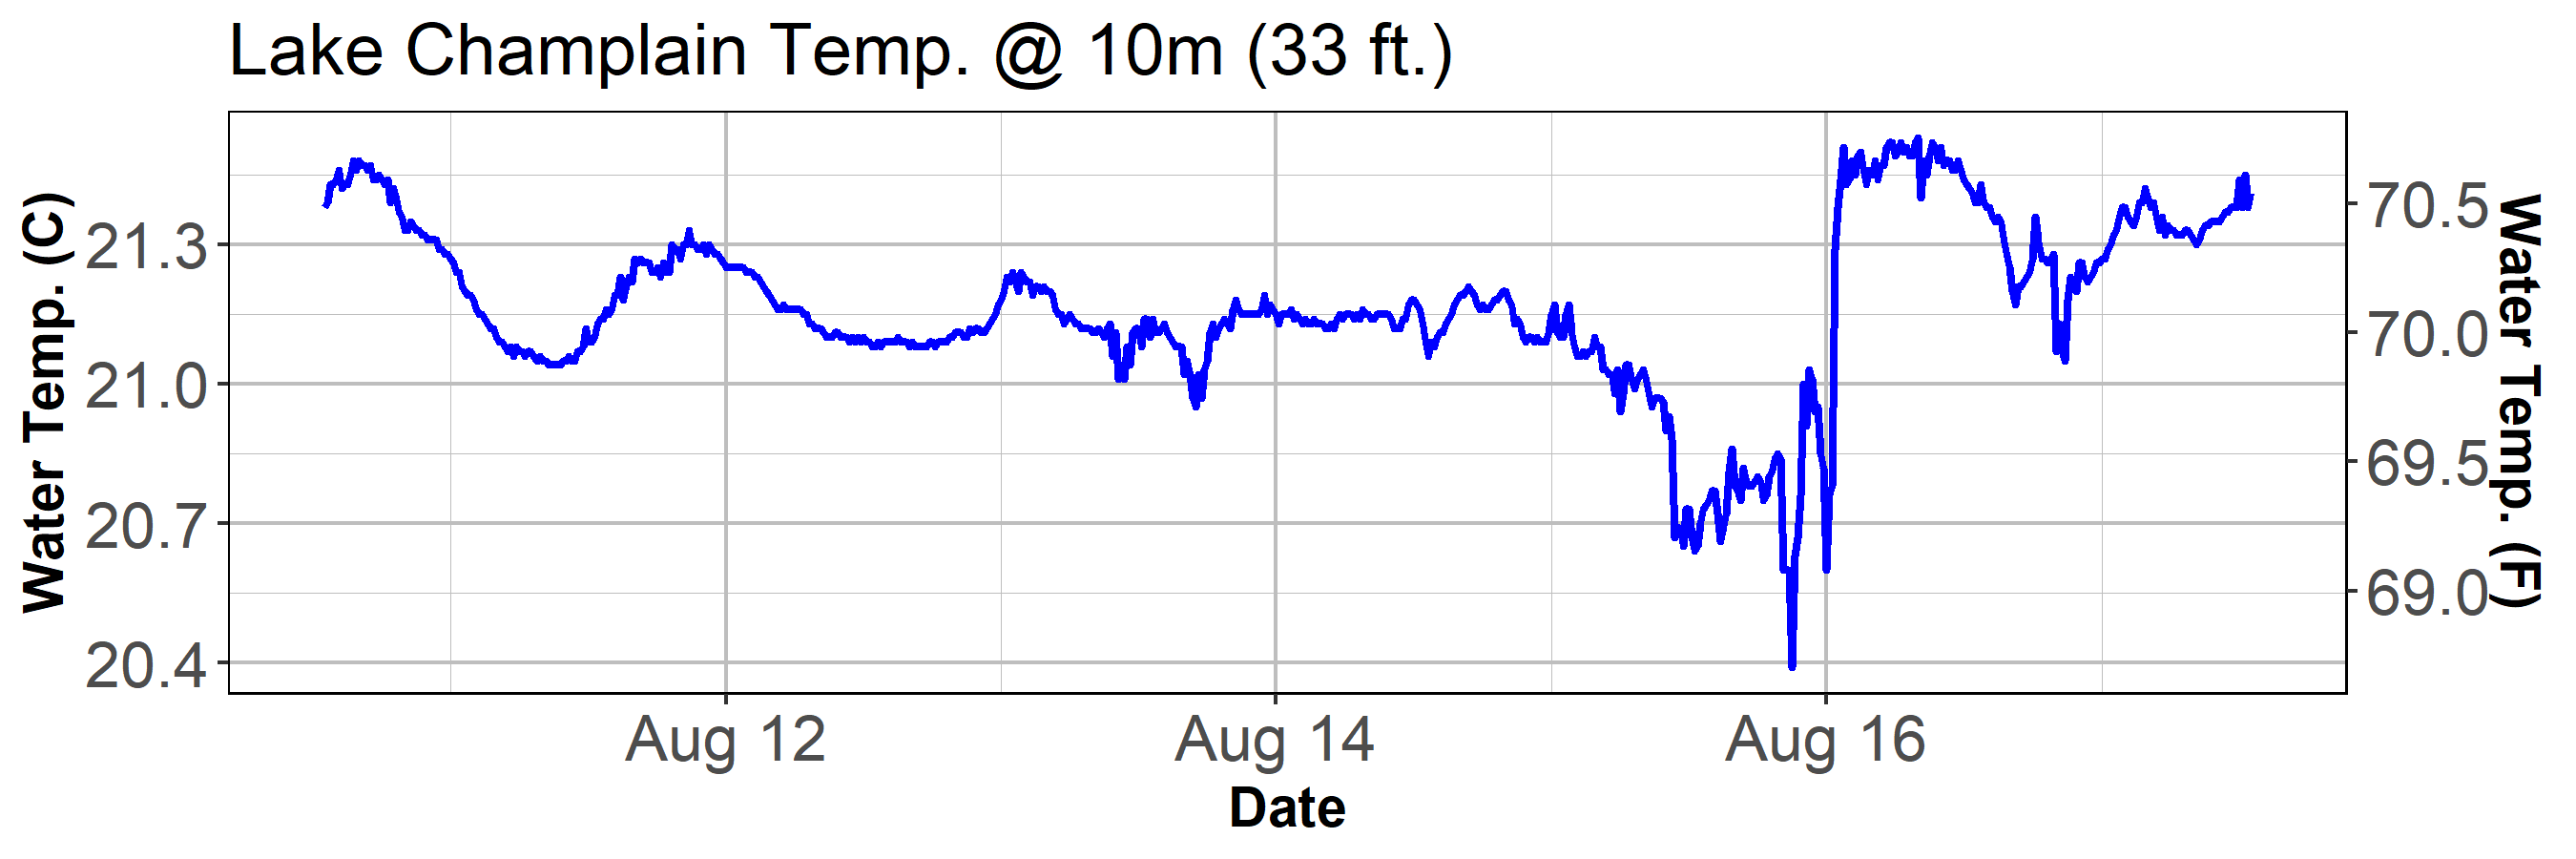 Lake Champlain Temp. @ 10m (33 ft.)
Water Temp. (C)
21.3
21.0
20.7
20.4
70.5
70.0
69.5
69.0
Water Temp. (F)
Aug 12
Aug 14
Aug 16
Date